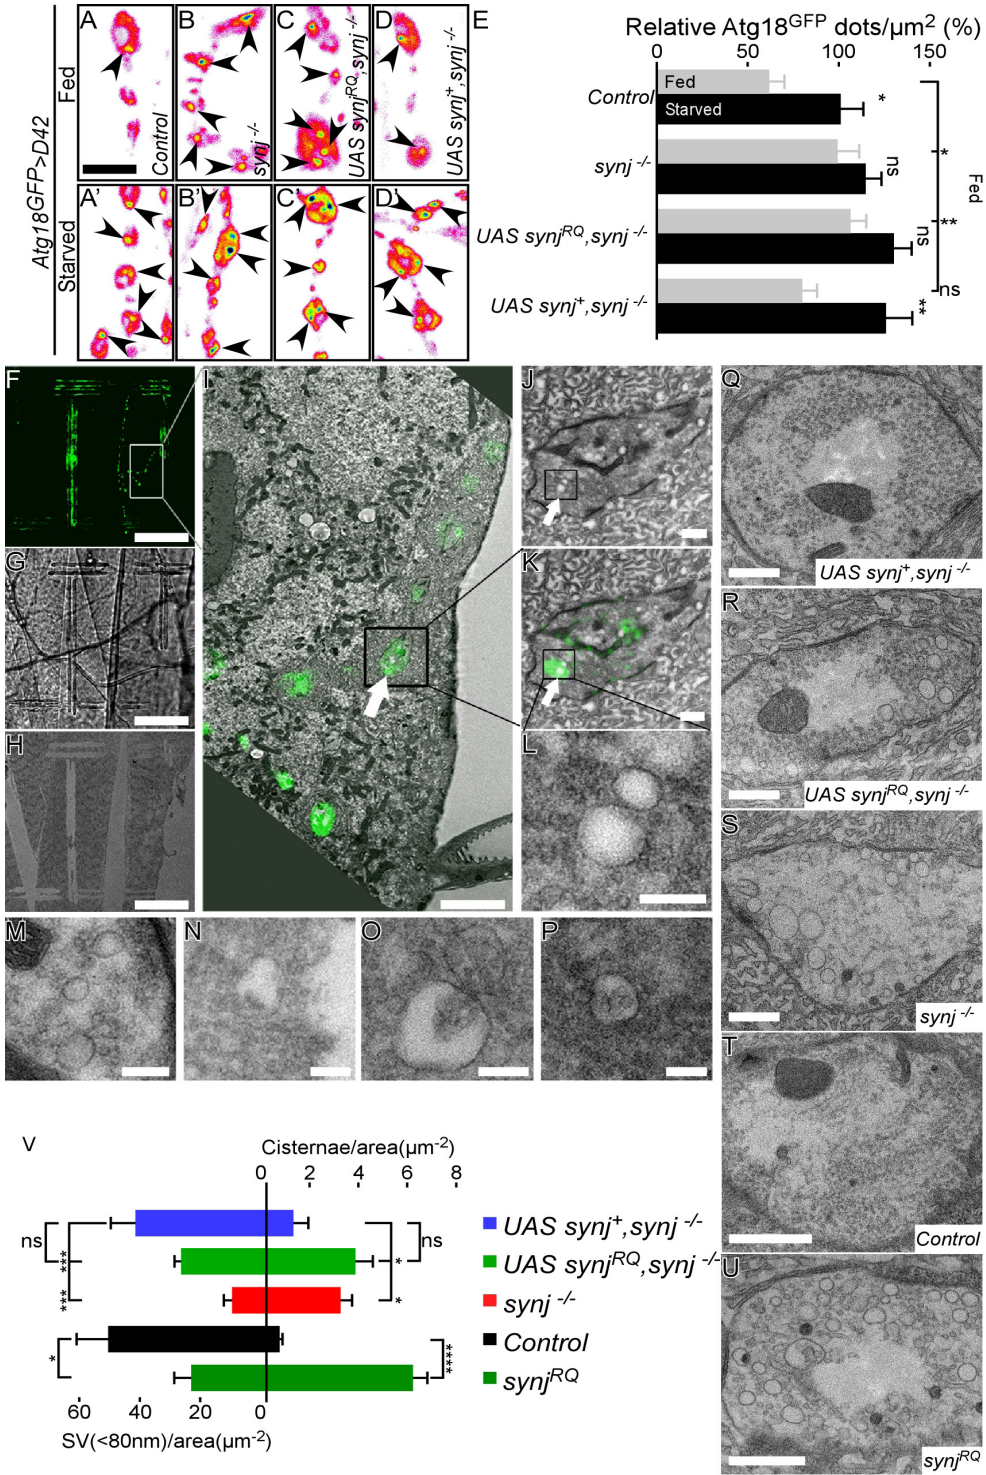 A
B
C
D
E
Atg18GFP>D42
Fed
Starved
Control
synj -/-
UAS synjRQ,synj -/-
UAS synj+,synj -/-
A'
B'
C'
D'
Relative Atg18GFP dots/µm2 (%)
0
50
100
150
Control
Fed
Starved
*
synj -/-
ns
*
UAS synjRQ,synj -/-
ns
**
UAS synj+,synj -/-
**
ns
Fed
F
G
H
I
J
K
L
M
N
O
P
Q
UAS synj+,synj -/-
R
UAS synjRQ,synj -/-
S
synj -/-
T
Control
U
synjRQ
V
Cisternae/area(µm-2)
0 2 4 6 8
ns
***
***
*
*
*
ns
****
UAS synj+,synj -/-
UAS synjRQ,synj -/-
synj -/-
Control
synjRQ
60 40 20 0
SV(<80nm)/area(µm-2)